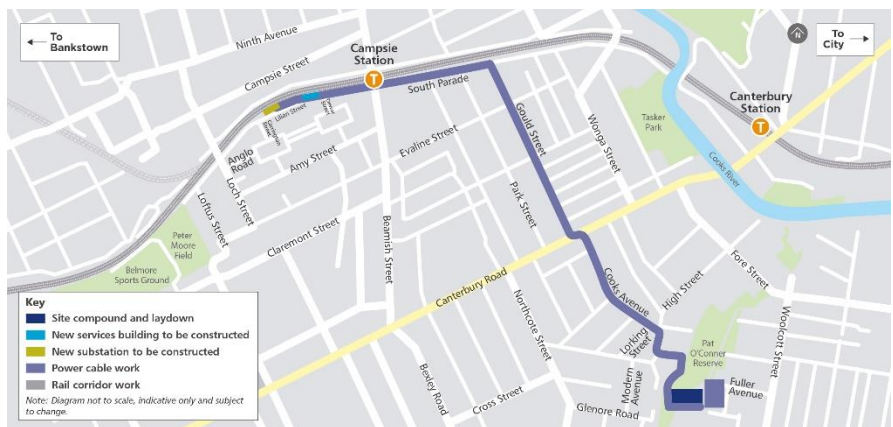 To
Bankstown
Ninth Avenue
Campsie Street
Campsie
Station
T
South Parade
N
To
City
Canterbury
Station
T
Tasker
Park
Cooks River
Lilian Street
Anglo
Road
Amy Street
Evaline Street
Gould Street
Wonga Street
Loch Street
Loftus Street
Park Street
Claremont Street
Beamish Street
Peter
Moore
Field
Belmore
Sports Ground
Canterbury Road
Cooks Avenue
High Street
Fore Street
Woolcott Street
Northcote Street
Lorking
Street
Pat
O'Conner
Reserve
Modern
Avenue
Fuller
Avenue
Bexley Road
Cross Street
Glenore Road
Key
Site compound and laydown
New services building to be constructed
New substation to be constructed
Power cable work
Rail corridor work
Note: Diagram not to scale, indicative only and subject
to change.